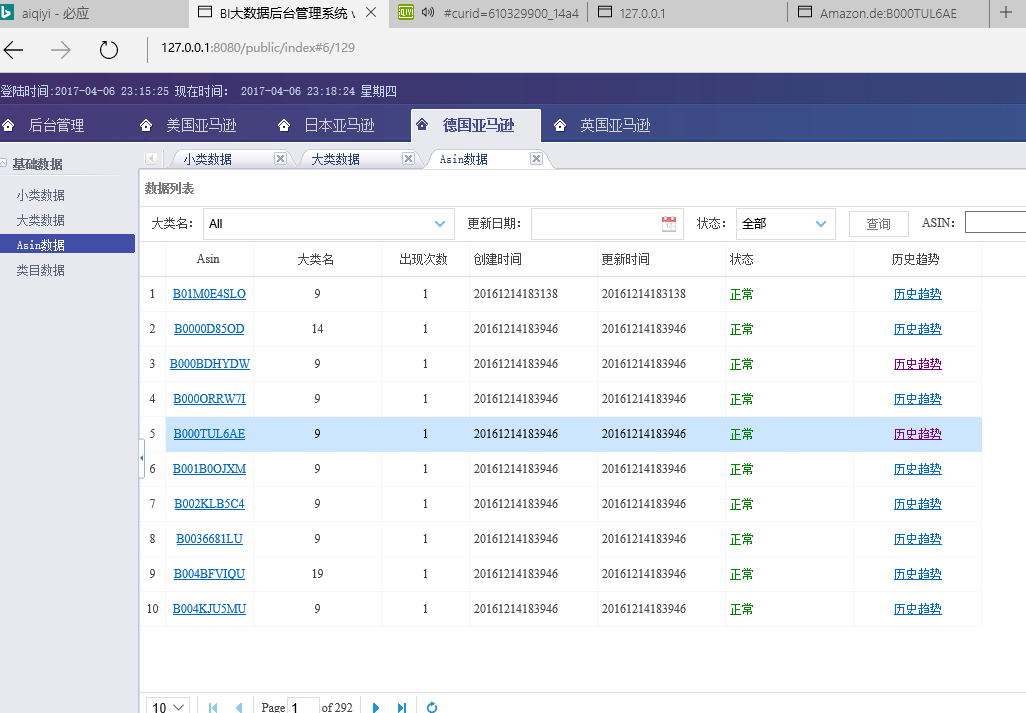 aiqiyi - 必应 BI大数据后台管理系统 v #curid=610329900_14a4 127.0.0.1 Amazon.de:B000TUL6AE
127.0.0.1:8080/public/index#6/129
登陆时间:2017-04-06 23:15:25 现在时间: 2017-04-06 23:18:24 星期四
后台管理 美国亚马逊 日本亚马逊 德国亚马逊 英国亚马逊
基础数据
小类数据
大类数据
Asin数据
类目数据
小类数据 大类数据 Asin数据
数据列表
大类名: All 更新日期: 状态: 全部 查询 ASIN:
Asin 大类名 出现次数 创建时间 更新时间 状态 历史趋势
1 B01M0E4SLO 9 1 20161214183138 20161214183138 正常 历史趋势
2 B0000D85OD 14 1 20161214183946 20161214183946 正常 历史趋势
3 B000BDHYDW 9 1 20161214183946 20161214183946 正常 历史趋势
4 B000ORRW7I 9 1 20161214183946 20161214183946 正常 历史趋势
5 B000TUL6AE 9 1 20161214183946 20161214183946 正常 历史趋势
6 B001B0OJXM 9 1 20161214183946 20161214183946 正常 历史趋势
7 B002KLB5C4 9 1 20161214183946 20161214183946 正常 历史趋势
8 B0036681LU 9 1 20161214183946 20161214183946 正常 历史趋势
9 B004BFVIQU 19 1 20161214183946 20161214183946 正常 历史趋势
10 B004KJU5MU 9 1 20161214183946 20161214183946 正常 历史趋势
10 Page 1 of 292